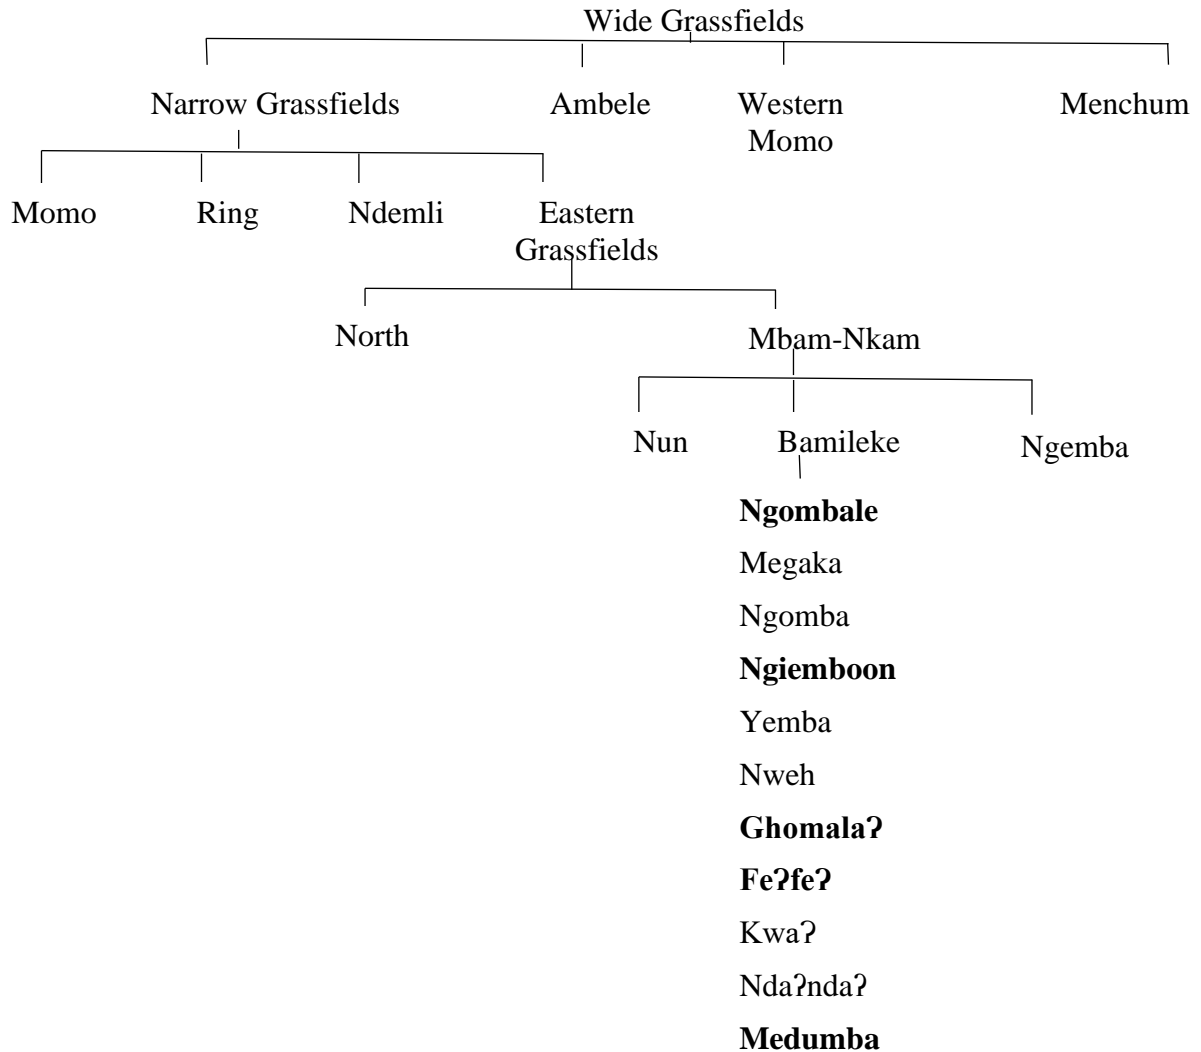 Wide Grassfields
Narrow Grassfields Ambele Western Menchum
Momo
Momo Ring Ndemli Eastern
Grassfields
North Mbam-Nkam
Nun Bamileke Ngemba
Ngombale
Megaka
Ngomba
Ngiemboon
Yemba
Nweh
Ghomalaʔ
Feʔfeʔ
Kwaʔ
Ndaʔndaʔ
Medumba